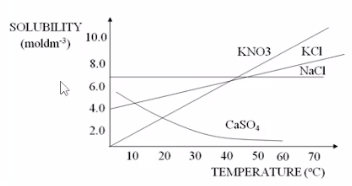 SOLUBILITY
(moldm⁻³)
10.0
8.0
6.0
4.0
2.0
KNO3
KCl
NaCl
CaSO₄
10 20 30 40 50 60 70
TEMPERATURE (°C)